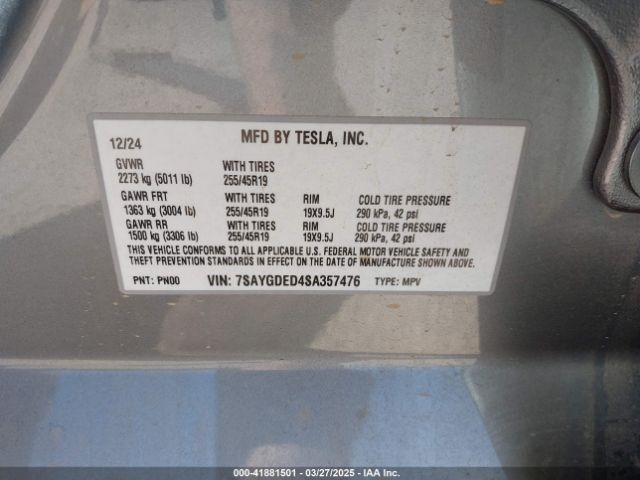 12/24 MFD BY TESLA, INC.
GVWR WITH TIRES
2273 kg (5011 lb) 255/45R19
GAWR FRT WITH TIRES RIM COLD TIRE PRESSURE
1363 kg (3004 lb) 255/45R19 19X9.5J 290 kPa, 42 psi
GAWR RR WITH TIRES RIM COLD TIRE PRESSURE
1500 kg (3306 lb) 255/45R19 19X9.5J 290 kPa, 42 psi
THIS VEHICLE CONFORMS TO ALL APPLICABLE U.S. FEDERAL MOTOR VEHICLE SAFETY AND
THEFT PREVENTION STANDARDS IN EFFECT ON THE DATE OF MANUFACTURE SHOWN ABOVE.
PNT: PN00 VIN: 7SAYGDED4SA357476 TYPE: MPV
00-41881501 | 03/27/2025 | IAA Inc.